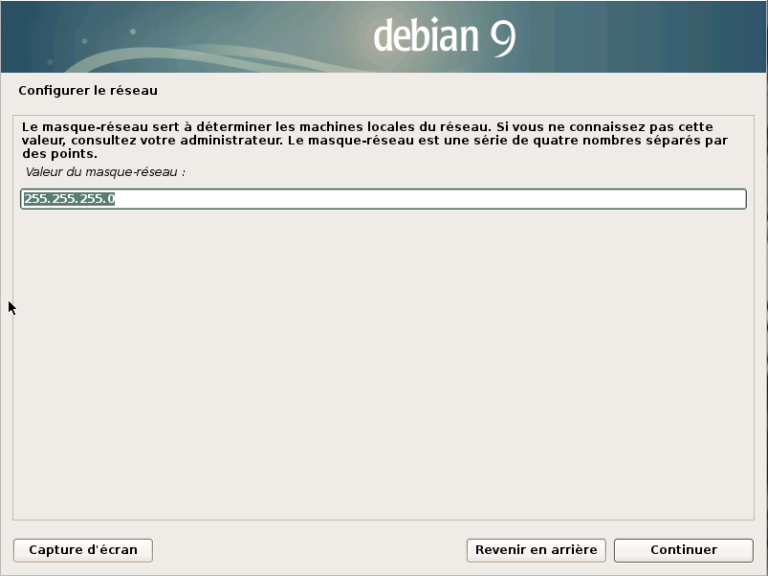 debian 9
Configurer le réseau
Le masque-réseau sert à déterminer les machines locales du réseau. Si vous ne connaissez pas cette
valeur, consultez votre administrateur. Le masque-réseau est une série de quatre nombres séparés par
des points.
Valeur du masque-réseau :
255.255.255.0
Capture d'écran
Revenir en arrière
Continuer